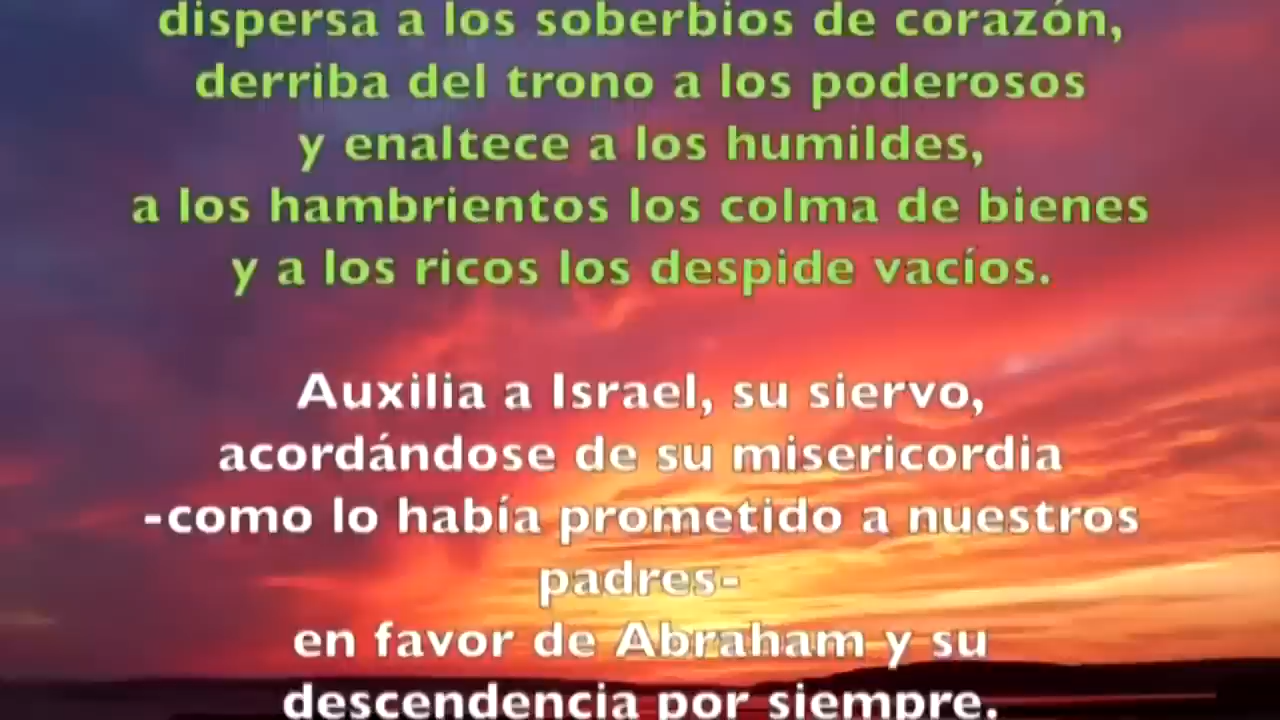 dispersa a los soberbios de corazón,
derriba del trono a los poderosos
y enaltece a los humildes,
a los hambrientos los colma de bienes
y a los ricos los despide vacíos.
Auxilia a Israel, su siervo,
acordándose de su misericordia
-como lo había prometido a nuestros
padres-
en favor de Abraham y su
descendencia por siempre.